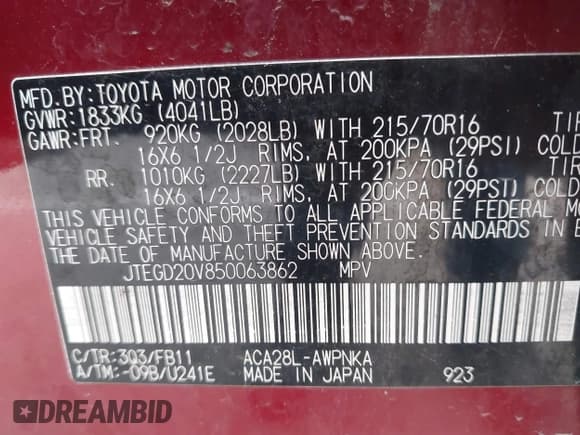 MFD.BY:TOYOTA MOTOR CORPORATION
GVWR:1833KG (4041LB)
GAWR:FRT. 920KG (2028LB) WITH 215/70R16 TIR
16X6 1/2J RIMS, AT 200KPA (29PSI) COLD
RR. 1010KG (2227LB) WITH 215/70R16 TIR
16X6 1/2J RIMS, AT 200KPA (29PSI) COLD
THIS VEHICLE CONFORMS TO ALL APPLICABLE FEDERAL MO
VEHICLE SAFETY AND THEFT PREVENTION STANDARDS IN E
THE DATE OF MANUFACTURE SHOWN ABOVE.
JTEGD20V850063862 MPV
C/TR:3Q3/FB11 ACA28L-AWPNKA
A/TM:-09B/U241E MADE IN JAPAN 923
DREAMBID